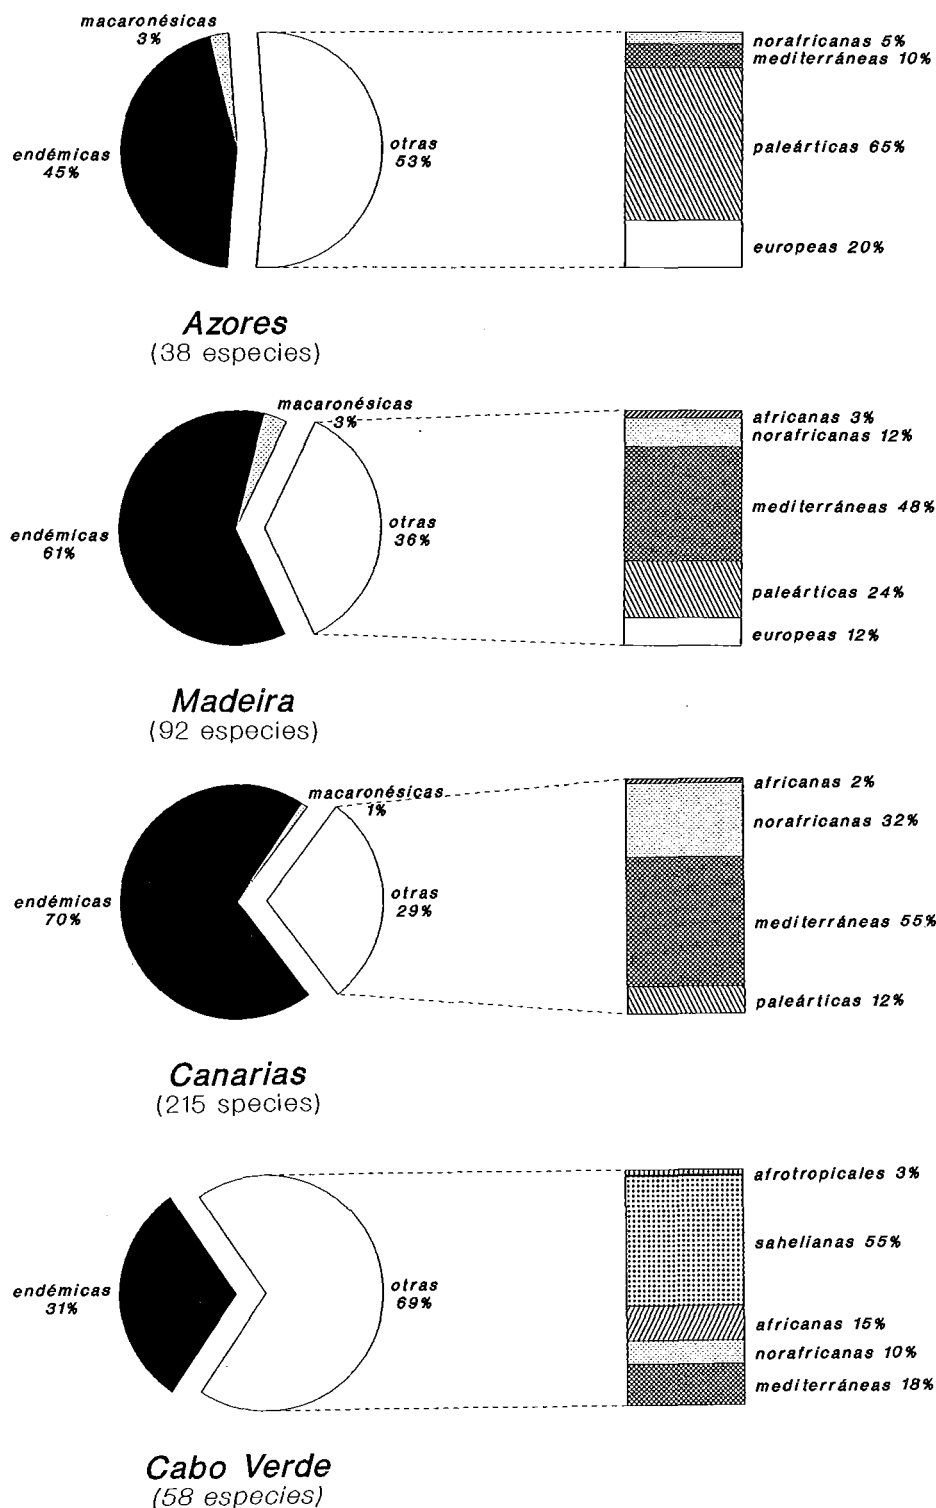 macaronésicas
3%
endémicas
45%
otras
53%
norafricanas 5%
mediterráneas 10%
paleárticas 65%
europeas 20%
Azores
(38 especies)
macaronésicas
3%
endémicas
61%
otras
36%
africanas 3%
norafricanas 12%
mediterráneas 48%
paleárticas 24%
europeas 12%
Madeira
(92 especies)
macaronésicas
1%
endémicas
70%
otras
29%
africanas 2%
norafricanas 32%
mediterráneas 55%
paleárticas 12%
Canarias
(215 species)
endémicas
31%
otras
69%
afrotropicales 3%
sahelianas 55%
africanas 15%
norafricanas 10%
mediterráneas 18%
Cabo Verde
(58 especies)